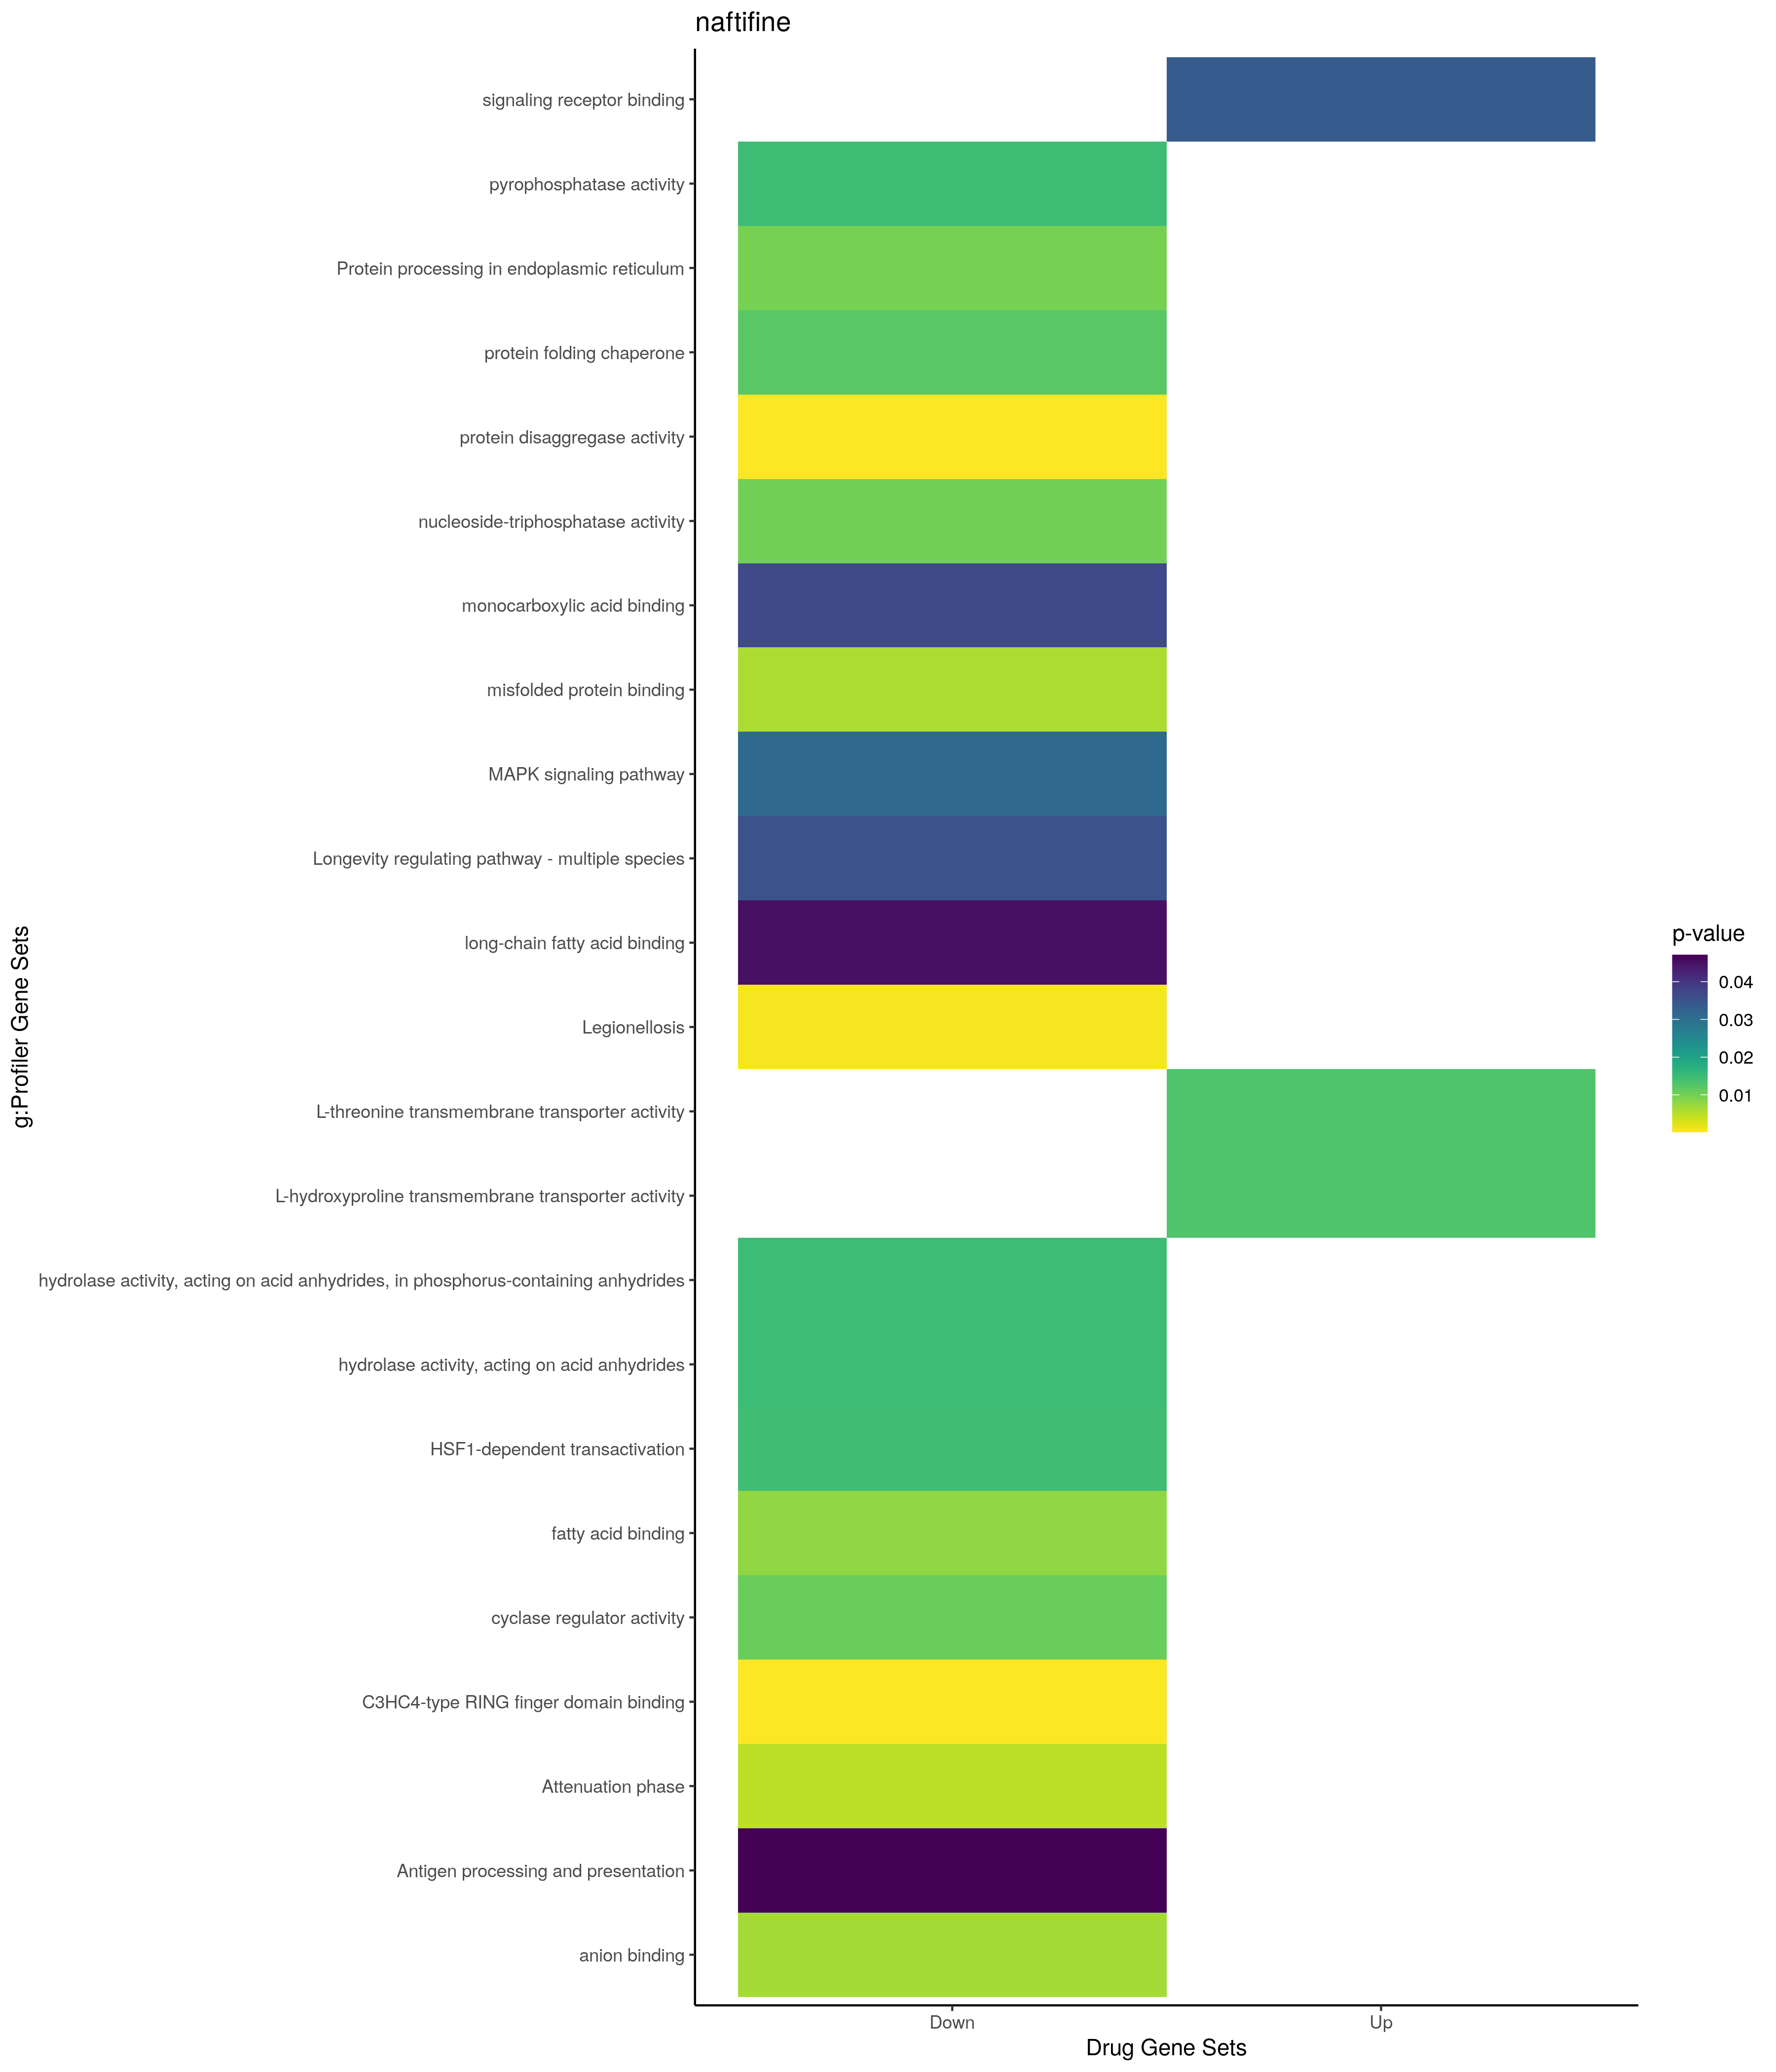 naftifine
signaling receptor binding
pyrophosphatase activity
Protein processing in endoplasmic reticulum
protein folding chaperone
protein disaggregase activity
nucleoside-triphosphatase activity
monocarboxylic acid binding
misfolded protein binding
MAPK signaling pathway
Longevity regulating pathway - multiple species
long-chain fatty acid binding
Legionellosis
L-threonine transmembrane transporter activity
L-hydroxyproline transmembrane transporter activity
hydrolase activity, acting on acid anhydrides, in phosphorus-containing anhydrides
hydrolase activity, acting on acid anhydrides
HSF1-dependent transactivation
fatty acid binding
cyclase regulator activity
C3HC4-type RING finger domain binding
Attenuation phase
Antigen processing and presentation
anion binding
g:Profiler Gene Sets
Down
Up
Drug Gene Sets
p-value
0.04
0.03
0.02
0.01